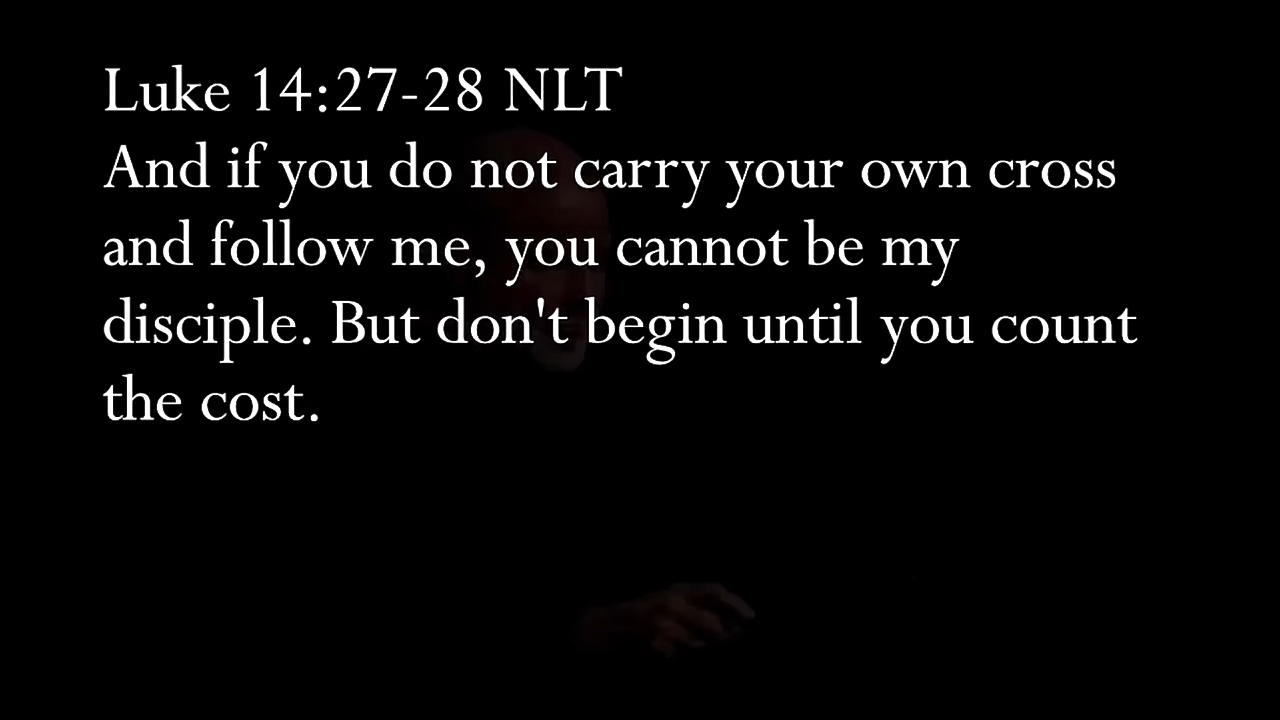 Luke 14:27-28 NLT
And if you do not carry your own cross
and follow me, you cannot be my
disciple. But don't begin until you count
the cost.